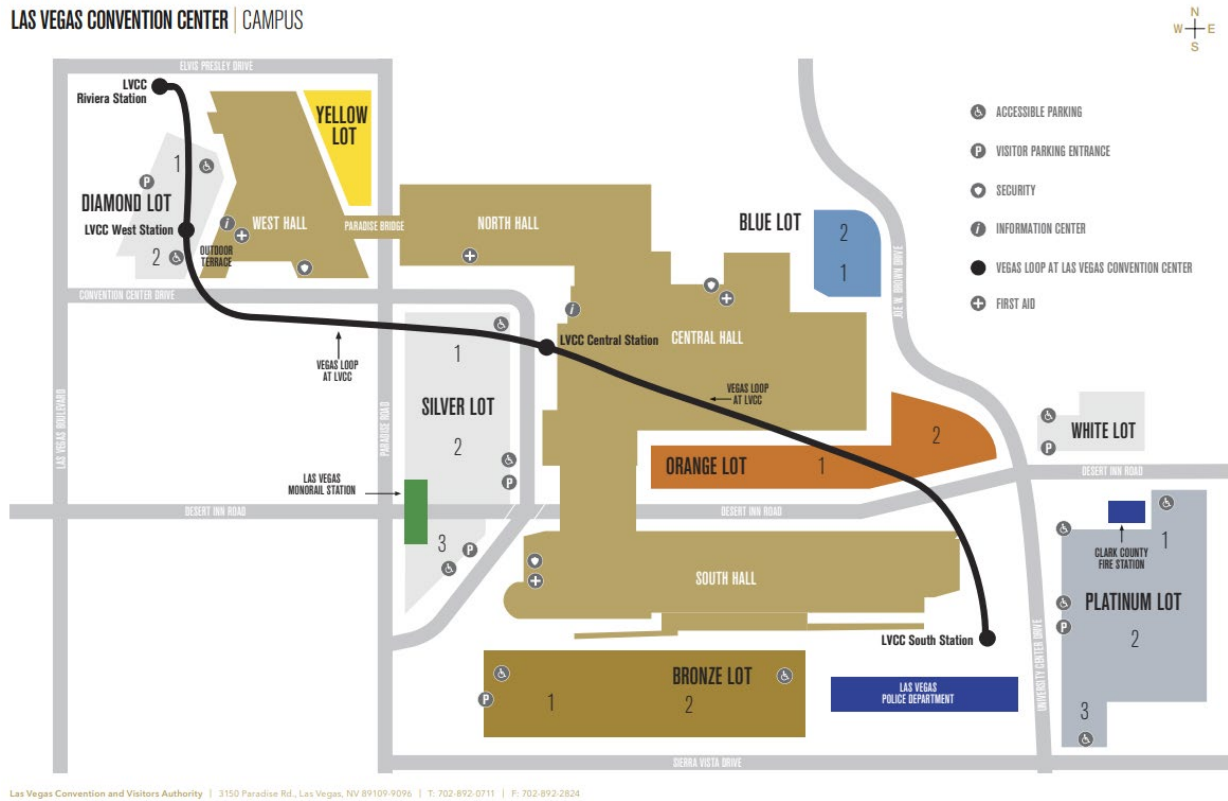 LAS VEGAS CONVENTION CENTER | CAMPUS
N
W E
S
ELVIS PRESLEY DRIVE
LVCC
Riviera Station
YELLOW
LOT
1
P
DIAMOND LOT
LVCC West Station
2
i
WEST HALL
OUTDOOR
TERRACE
PARADISE BRIDGE
NORTH HALL
BLUE LOT
2
1
JOE W. BROWN DRIVE
ACCESSIBLE PARKING
P VISITOR PARKING ENTRANCE
SECURITY
i INFORMATION CENTER
VEGAS LOOP AT LAS VEGAS CONVENTION CENTER
FIRST AID
CONVENTION CENTER DRIVE
i
LVCC Central Station
CENTRAL HALL
VEGAS LOOP
AT LVCC
VEGAS LOOP
AT LVCC
1
SILVER LOT
2
P
LAS VEGAS BOULEVARD
PARADISE ROAD
LAS VEGAS
MONORAIL STATION
3
P
ORANGE LOT
1
2
WHITE LOT
P
DESERT INN ROAD
DESERT INN ROAD
DESERT INN ROAD
SOUTH HALL
CLARK COUNTY
FIRE STATION
1
PLATINUM LOT
P
2
3
LVCC South Station
UNIVERSITY CENTER DRIVE
BRONZE LOT
P
1
2
LAS VEGAS
POLICE DEPARTMENT
SIERRA VISTA DRIVE
Las Vegas Convention and Visitors Authority | 3150 Paradise Rd., Las Vegas, NV 89109-9096 | T: 702-892-0711 | F: 702-892-2824